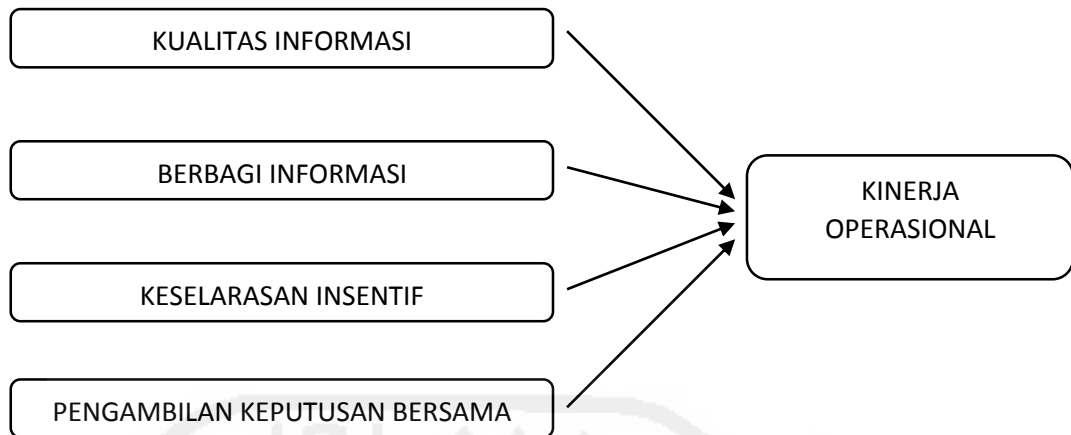 KUALITAS INFORMASI
BERBAGI INFORMASI
KESELARASAN INSENTIF
PENGAMBILAN KEPUTUSAN BERSAMA
KINERJA
OPERASIONAL